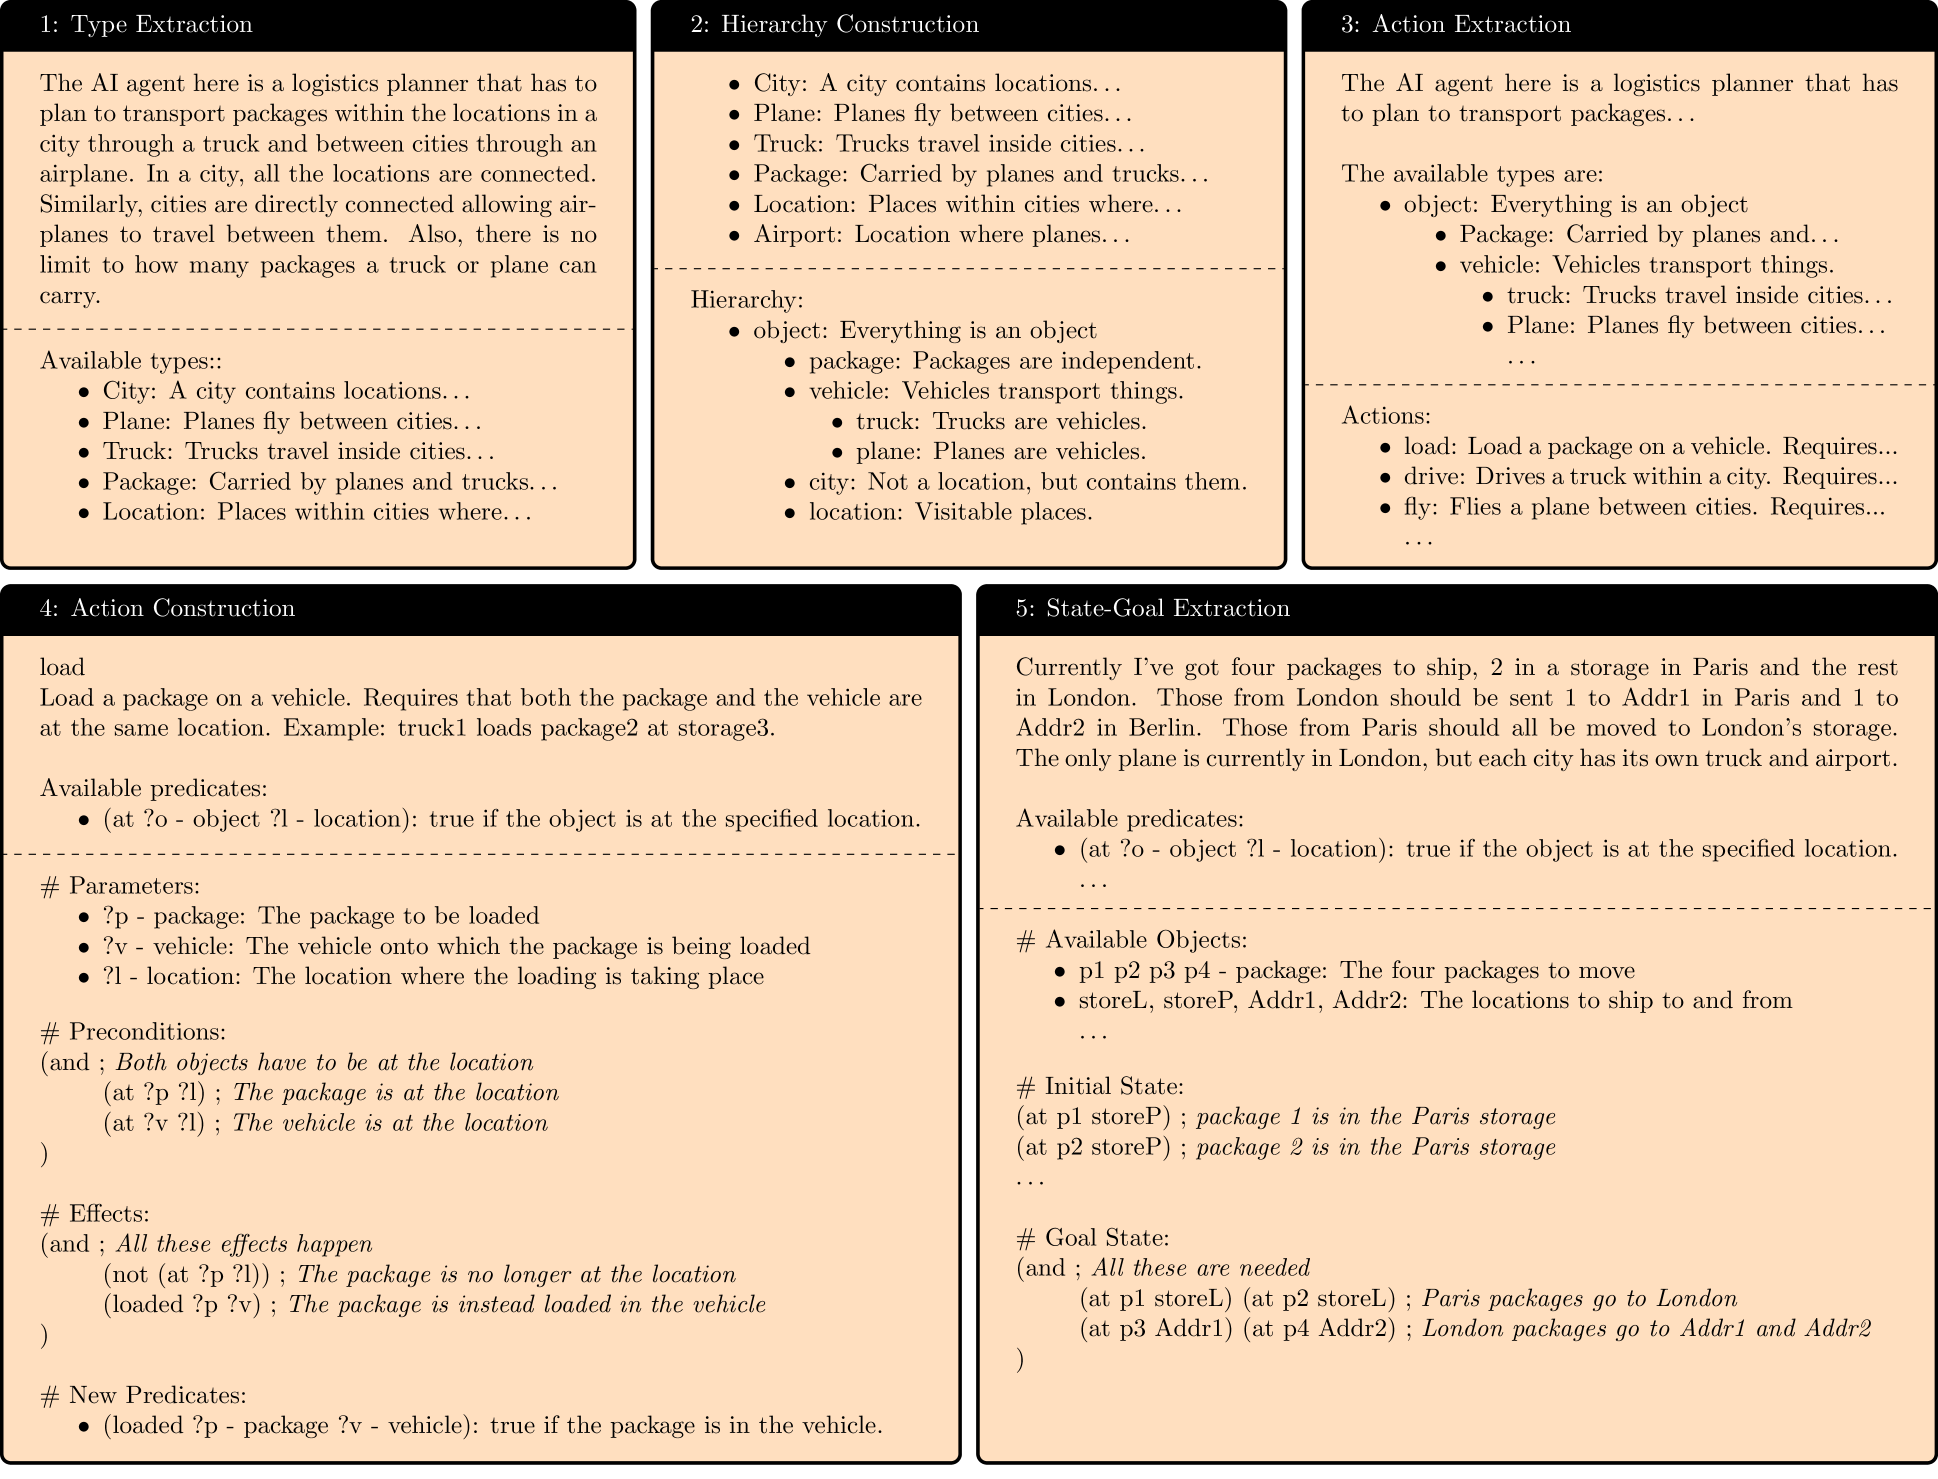 1: Type Extraction
The AI agent here is a logistics planner that has to
plan to transport packages within the locations in a
city through a truck and between cities through an
airplane. In a city, all the locations are connected.
Similarly, cities are directly connected allowing air-
planes to travel between them. Also, there is no
limit to how many packages a truck or plane can
carry.
Available types::
• City: A city contains locations...
• Plane: Planes fly between cities...
• Truck: Trucks travel inside cities...
• Package: Carried by planes and trucks...
• Location: Places within cities where...
2: Hierarchy Construction
• City: A city contains locations...
• Plane: Planes fly between cities...
• Truck: Trucks travel inside cities...
• Package: Carried by planes and trucks...
• Location: Places within cities where...
• Airport: Location where planes...
Hierarchy:
• object: Everything is an object
• package: Packages are independent.
• vehicle: Vehicles transport things.
• truck: Trucks are vehicles.
• plane: Planes are vehicles.
• city: Not a location, but contains them.
• location: Visitable places.
3: Action Extraction
The AI agent here is a logistics planner that has
to plan to transport packages...
The available types are:
• object: Everything is an object
• Package: Carried by planes and...
• vehicle: Vehicles transport things.
• truck: Trucks travel inside cities...
• Plane: Planes fly between cities...
...
Actions:
• load: Load a package on a vehicle. Requires...
• drive: Drives a truck within a city. Requires...
• fly: Flies a plane between cities. Requires...
...
4: Action Construction
load
Load a package on a vehicle. Requires that both the package and the vehicle are
at the same location. Example: truck1 loads package2 at storage3.
Available predicates:
• (at ?o - object ?l - location): true if the object is at the specified location.
# Parameters:
• ?p - package: The package to be loaded
• ?v - vehicle: The vehicle onto which the package is being loaded
• ?l - location: The location where the loading is taking place
# Preconditions:
(and ; Both objects have to be at the location
(at ?p ?l) ; The package is at the location
(at ?v ?l) ; The vehicle is at the location
)
# Effects:
(and ; All these effects happen
(not (at ?p ?l)) ; The package is no longer at the location
(loaded ?p ?v) ; The package is instead loaded in the vehicle
)
# New Predicates:
• (loaded ?p - package ?v - vehicle): true if the package is in the vehicle.
5: State-Goal Extraction
Currently I've got four packages to ship, 2 in a storage in Paris and the rest
in London. Those from London should be sent 1 to Addr1 in Paris and 1 to
Addr2 in Berlin. Those from Paris should all be moved to London's storage.
The only plane is currently in London, but each city has its own truck and airport.
Available predicates:
• (at ?o - object ?l - location): true if the object is at the specified location.
...
# Available Objects:
• p1 p2 p3 p4 - package: The four packages to move
• storeL, storeP, Addr1, Addr2: The locations to ship to and from
...
# Initial State:
(at p1 storeP) ; package 1 is in the Paris storage
(at p2 storeP) ; package 2 is in the Paris storage
...
# Goal State:
(and ; All these are needed
(at p1 storeL) (at p2 storeL) ; Paris packages go to London
(at p3 Addr1) (at p4 Addr2) ; London packages go to Addr1 and Addr2
)